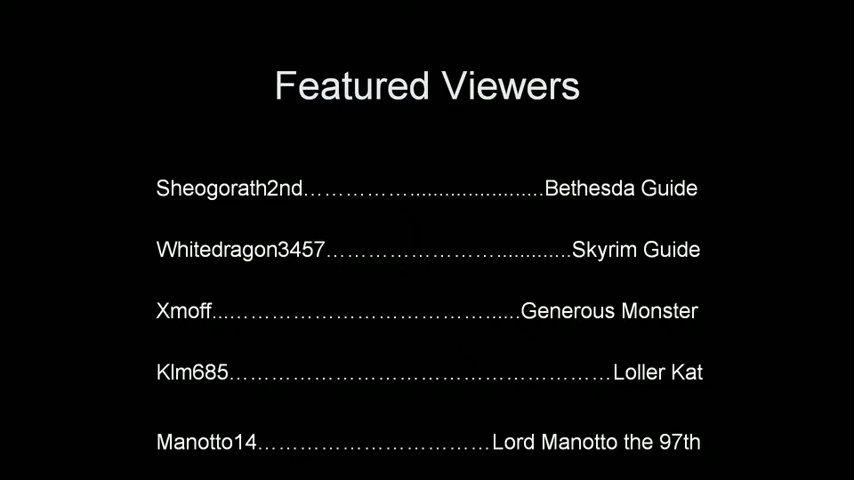 Featured Viewers
Sheogorath2nd……………........................Bethesda Guide
Whitedragon3457……………………..............Skyrim Guide
Xmoff...………………………………......Generous Monster
Klm685………………………………………………Loller Kat
Manotto14……………………………Lord Manotto the 97th